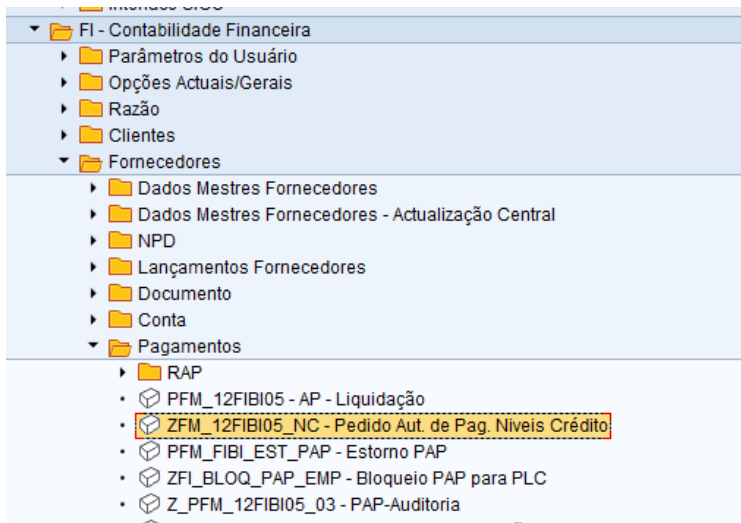 FI - Contabilidade Financeira
Parâmetros do Usuário
Opções Actuais/Gerais
Razão
Clientes
Fornecedores
Dados Mestres Fornecedores
Dados Mestres Fornecedores - Actualização Central
NPD
Lançamentos Fornecedores
Documento
Conta
Pagamentos
RAP
PFM_12FIBI05 - AP - Liquidação
ZFM_12FIBI05_NC - Pedido Aut. de Pag. Niveis Crédito
PFM_FIBI_EST_PAP - Estorno PAP
ZFI_BLOQ_PAP_EMP - Bloqueio PAP para PLC
Z_PFM_12FIBI05_03 - PAP-Auditoria